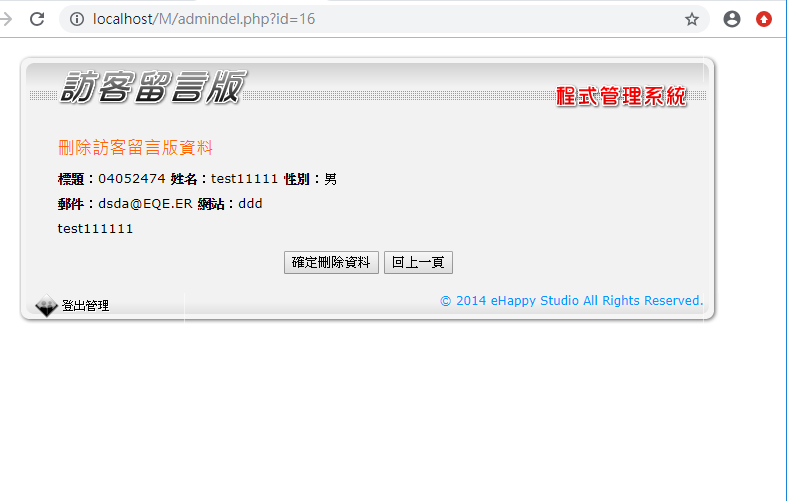 localhost/M/admindel.php?id=16
訪客留言版
程式管理系統
刪除訪客留言版資料
標題：04052474 姓名：test11111 性別：男
郵件：dsda@EQE.ER 網站：ddd
test111111
確定刪除資料 回上一頁
登出管理
© 2014 eHappy Studio All Rights Reserved.